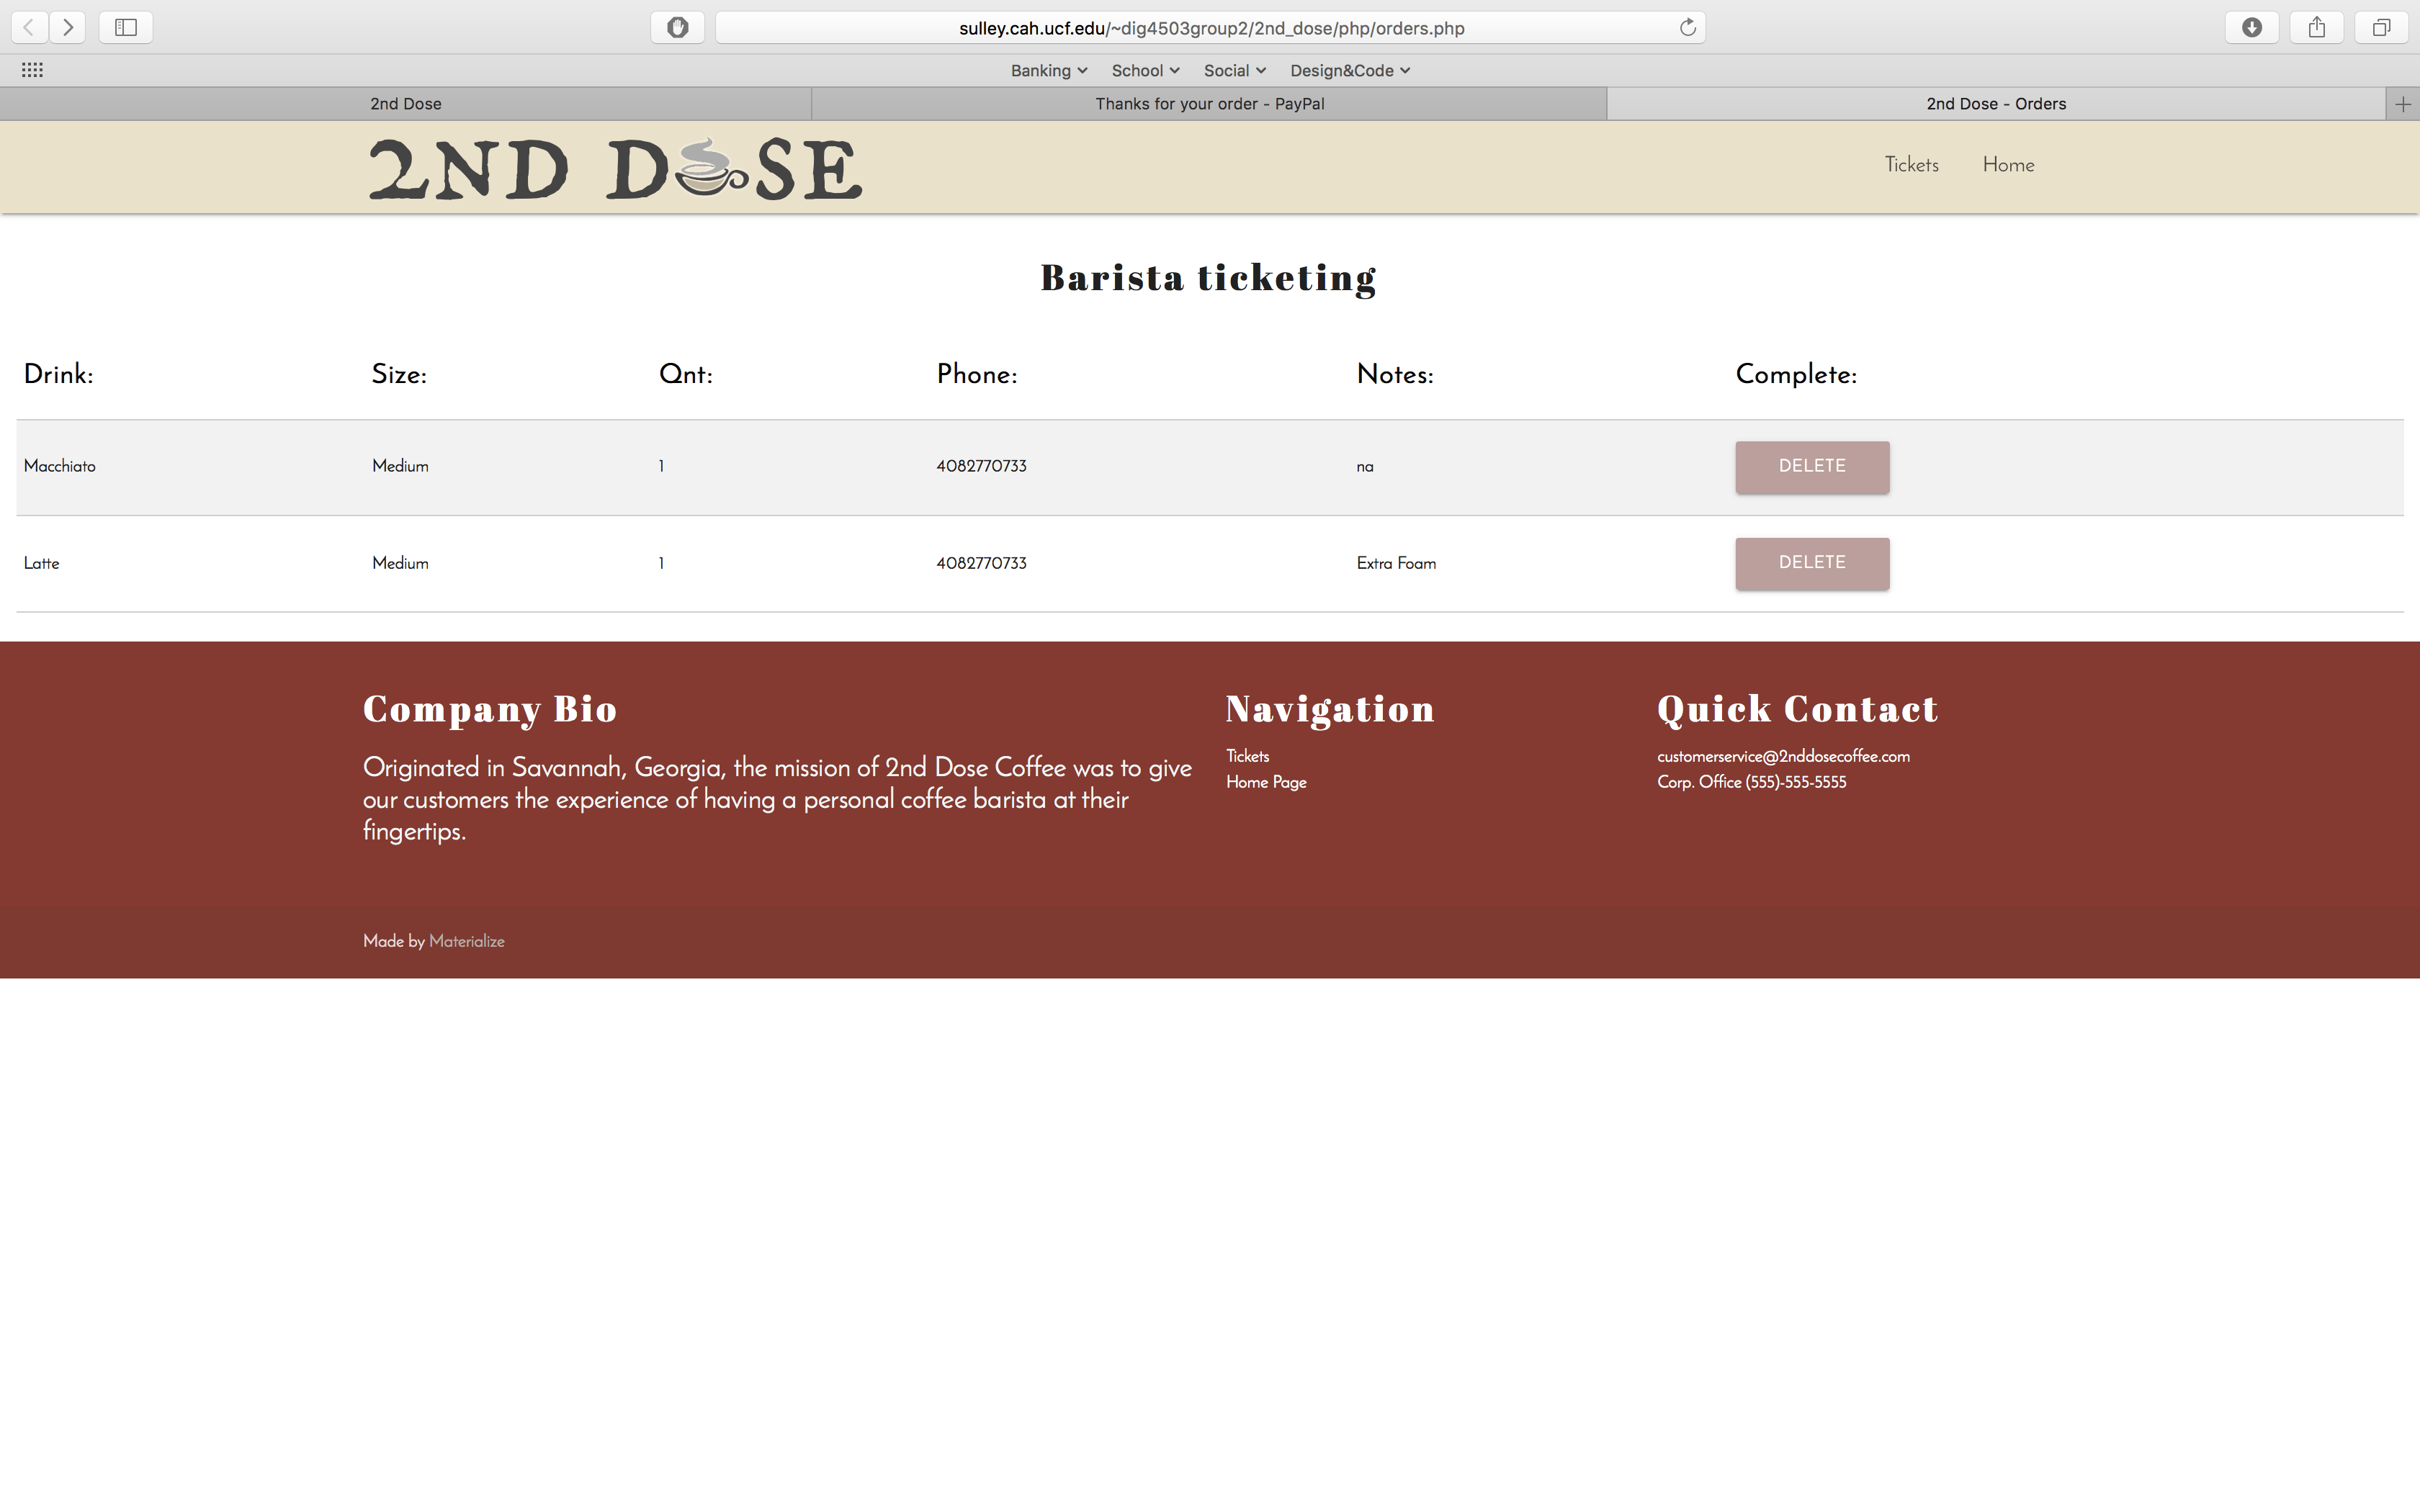 sulley.cah.ucf.edu/~dig4503group2/2nd_dose/php/orders.php
Banking School Social Design&Code
2nd Dose Thanks for your order - PayPal 2nd Dose - Orders
2ND DOSE Tickets Home
Barista ticketing
Drink: Size: Qnt: Phone: Notes: Complete:
Macchiato Medium 1 4082770733 na DELETE
Latte Medium 1 4082770733 Extra Foam DELETE
Company Bio
Originated in Savannah, Georgia, the mission of 2nd Dose Coffee was to give
our customers the experience of having a personal coffee barista at their
fingertips.
Navigation
Tickets
Home Page
Quick Contact
customerservice@2nddosecoffee.com
Corp. Office (555)-555-5555
Made by Materialize